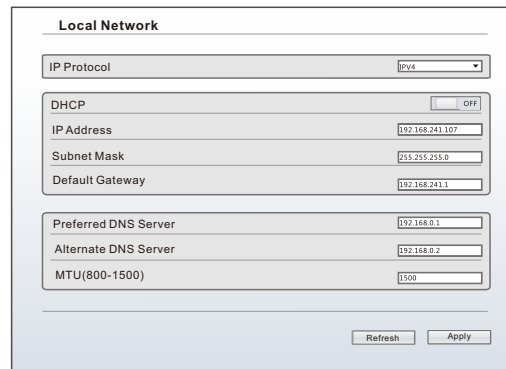 Local Network
IP Protocol IPV4
DHCP OFF
IP Address 192.168.241.107
Subnet Mask 255.255.255.0
Default Gateway 192.168.241.1
Preferred DNS Server 192.168.0.1
Alternate DNS Server 192.168.0.2
MTU(800-1500) 1500
Refresh Apply